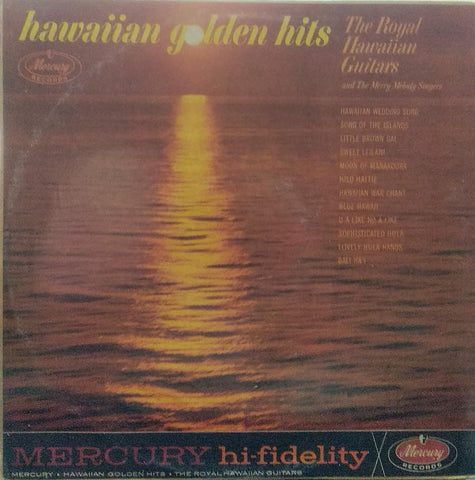 hawaiian golden hits
The Royal
Hawaiian
Guitars
and The Merry Melody Singers
Mercury
RECORDS
HAWAIIAN WEDDING SONG
SONG OF THE ISLANDS
LITTLE BROWN GAL
SWEET LEILANI
MOON OF MANAKOORA
HILO HATTIE
HAWAIIAN WAR CHANT
BLUE HAWAII
SOPHISTICATED HULA
LOVELY HULA HANDS
BALI HA'I
MERCURY hi-fidelity
Mercury
RECORDS
MERCURY • HAWAIIAN GOLDEN HITS • THE ROYAL HAWAIIAN GUITARS